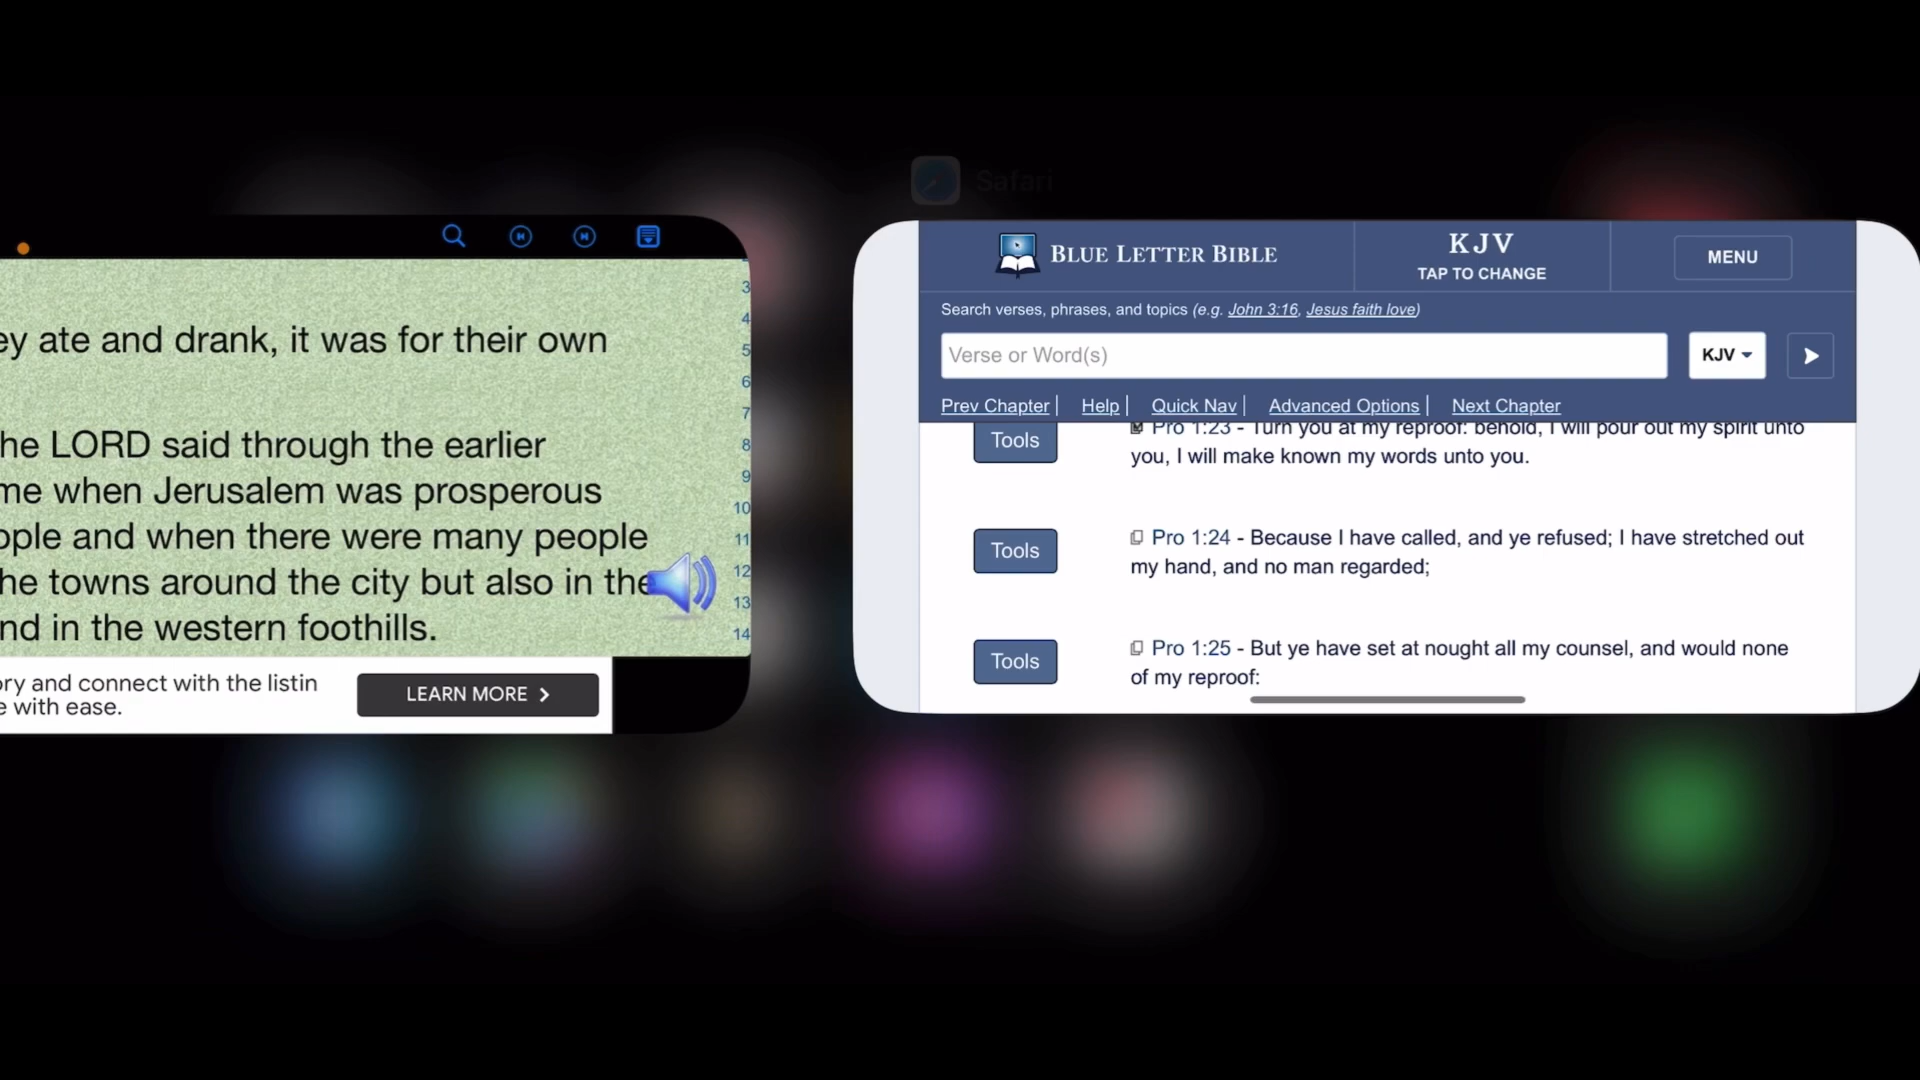 Safari
3
4
ey ate and drank, it was for their own
5
6
7
he LORD said through the earlier
8
me when Jerusalem was prosperous
9
10
ople and when there were many people
11
he towns around the city but also in the
12
13
nd in the western foothills.
14
ory and connect with the listin
e with ease.
LEARN MORE
BLUE LETTER BIBLE
KJV
TAP TO CHANGE
MENU
Search verses, phrases, and topics (e.g. John 3:16, Jesus faith love)
Verse or Word(s)
KJV
Prev Chapter | Help | Quick Nav | Advanced Options | Next Chapter
Tools
Pro 1:23 - Turn you at my reproof: behold, I will pour out my spirit unto
you, I will make known my words unto you.
Tools
Pro 1:24 - Because I have called, and ye refused; I have stretched out
my hand, and no man regarded;
Tools
Pro 1:25 - But ye have set at nought all my counsel, and would none
of my reproof: